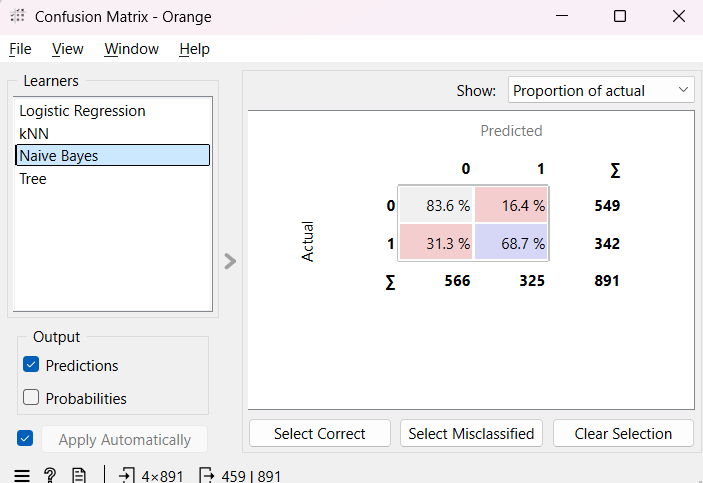 Confusion Matrix - Orange
File View Window Help
Learners
Logistic Regression
kNN
Naive Bayes
Tree
Output
Predictions
Probabilities
Apply Automatically
Show: Proportion of actual
Predicted
0 1 ∑
Actual
0 83.6 % 16.4 % 549
1 31.3 % 68.7 % 342
∑ 566 325 891
Select Correct Select Misclassified Clear Selection
? 4×891 459 | 891